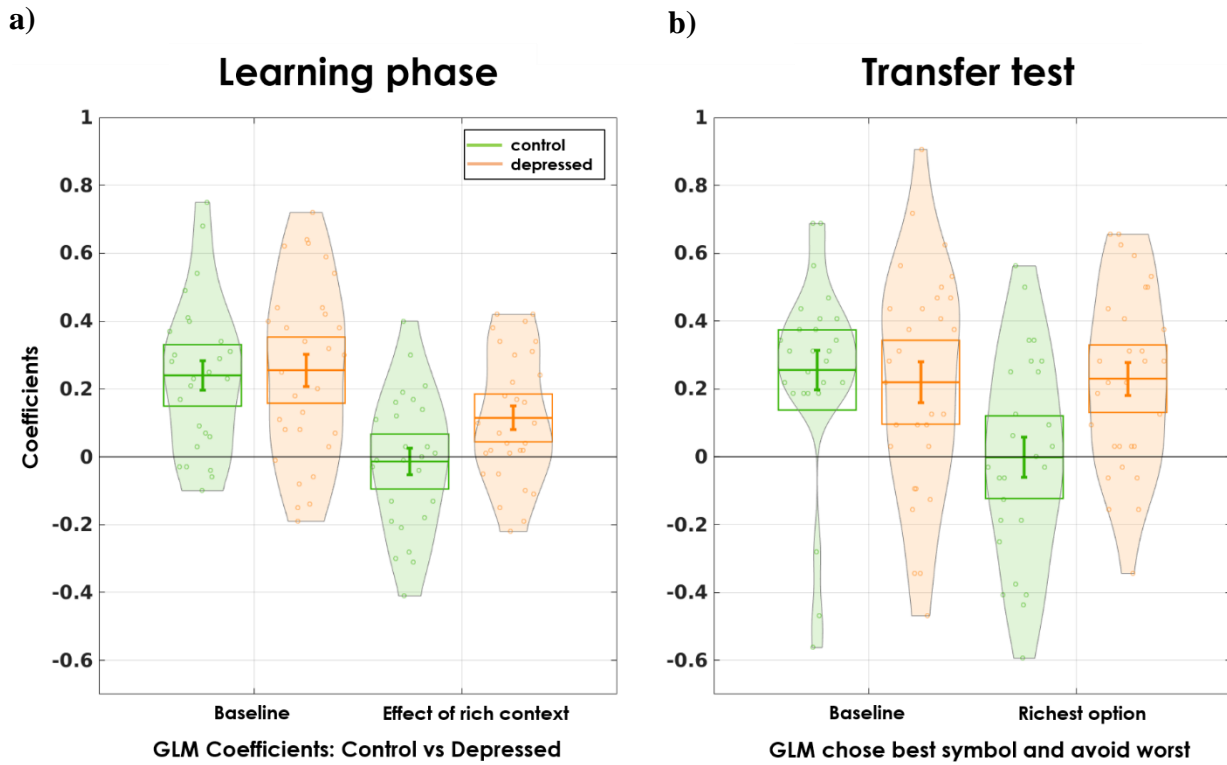 a)
Learning phase
Coefficients
1
0.8
0.6
0.4
0.2
0
-0.2
-0.4
-0.6
control
depressed
Baseline
Effect of rich context
GLM Coefficients: Control vs Depressed
b)
Transfer test
1
0.8
0.6
0.4
0.2
0
-0.2
-0.4
-0.6
Baseline
Richest option
GLM chose best symbol and avoid worst